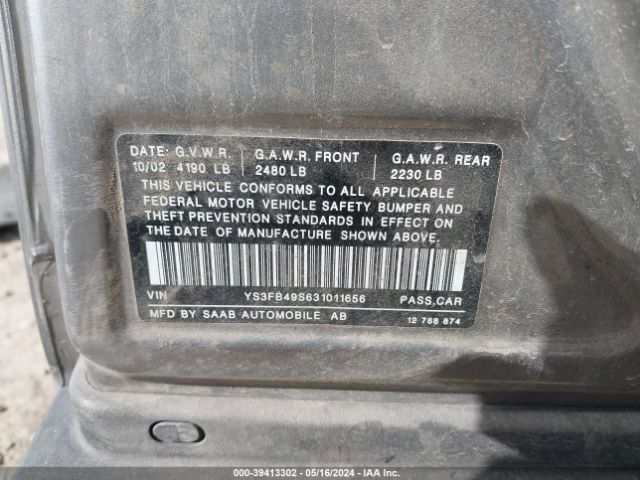 DATE: G.V.W.R. G.A.W.R. FRONT G.A.W.R. REAR
10/02 4190 LB 2480 LB 2230 LB
THIS VEHICLE CONFORMS TO ALL APPLICABLE
FEDERAL MOTOR VEHICLE SAFETY BUMPER AND
THEFT PREVENTION STANDARDS IN EFFECT ON
THE DATE OF MANUFACTURE SHOWN ABOVE.
VIN YS3FB49S631011656 PASS,CAR
MFD BY SAAB AUTOMOBILE AB 12 768 674
000-39413302 - 05/16/2024 - IAA Inc.